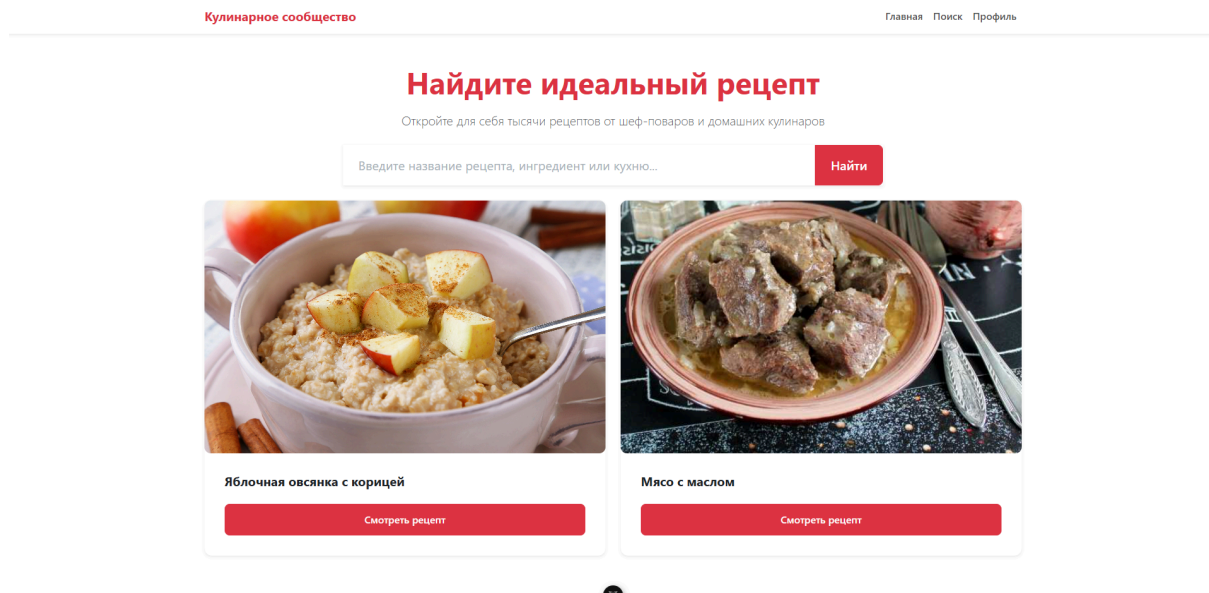 Кулинарное сообщество
Главная Поиск Профиль
Найдите идеальный рецепт
Откройте для себя тысячи рецептов от шеф-поваров и домашних кулинаров
Введите название рецепта, ингредиент или кухню...
Найти
Яблочная овсянка с корицей
Мясо с маслом
Смотреть рецепт
Смотреть рецепт